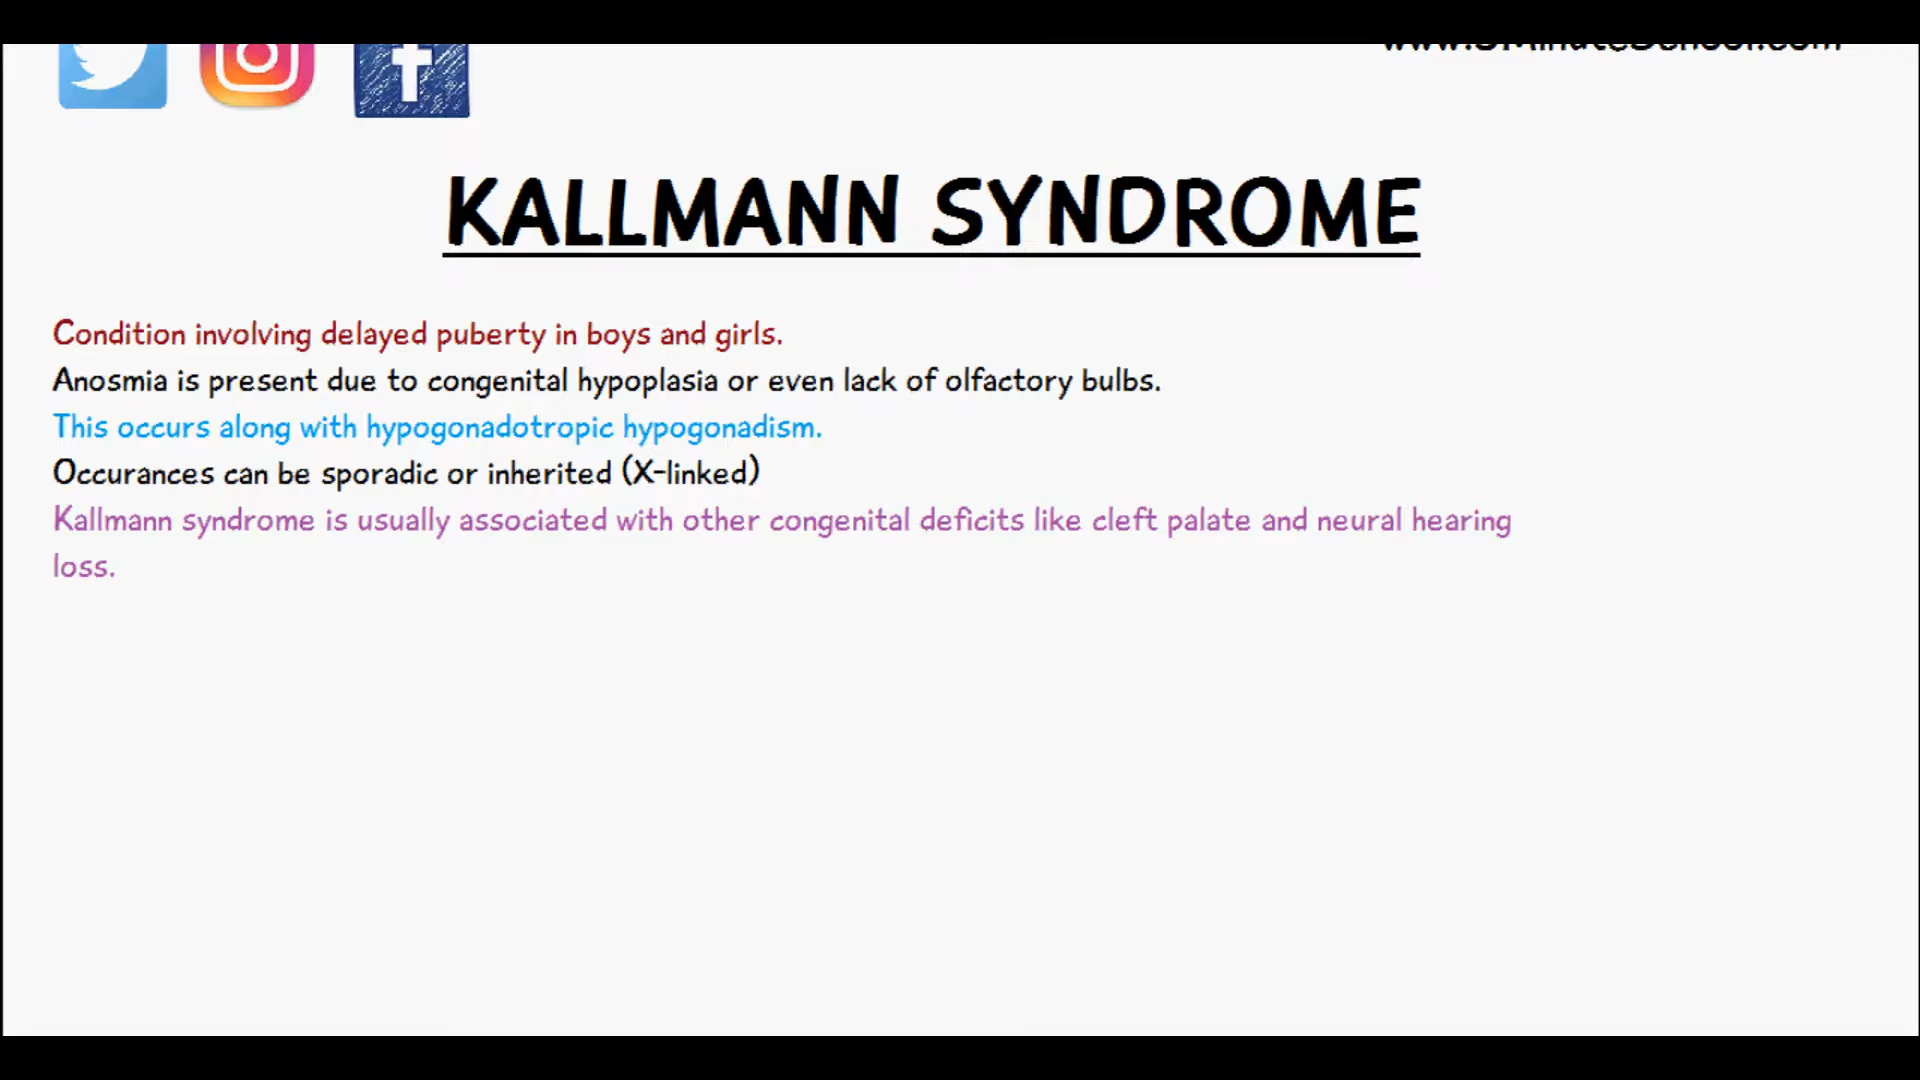 KALLMANN SYNDROME
Condition involving delayed puberty in boys and girls.
Anosmia is present due to congenital hypoplasia or even lack of olfactory bulbs.
This occurs along with hypogonadotropic hypogonadism.
Occurances can be sporadic or inherited (X-linked)
Kallmann syndrome is usually associated with other congenital deficits like cleft palate and neural hearing
loss.